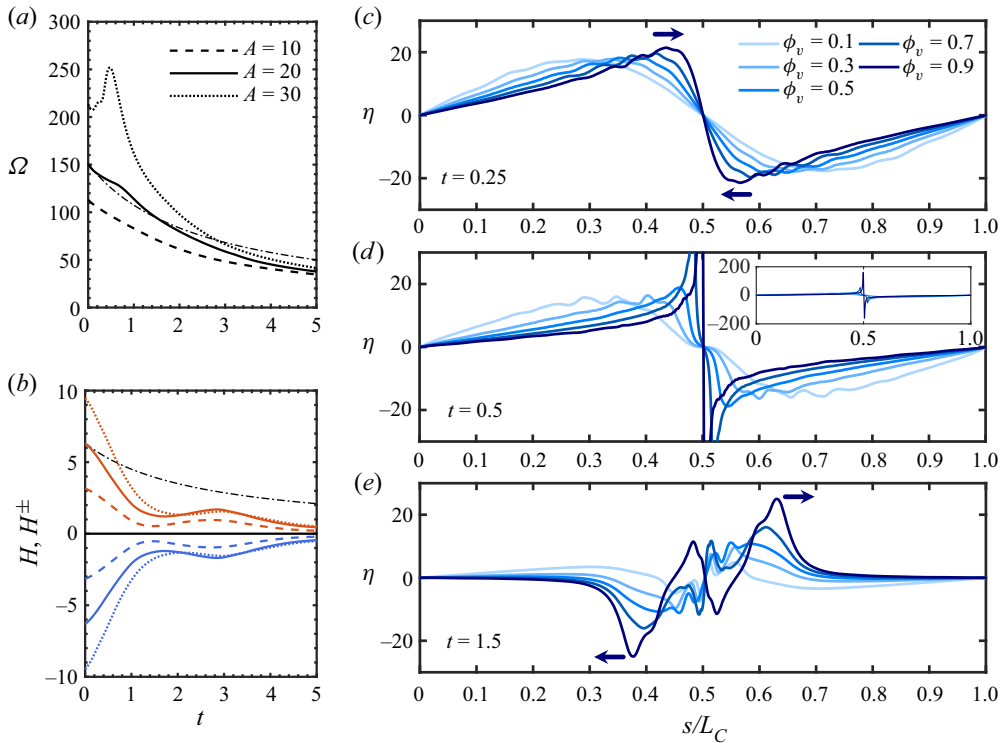 (a)
300
250
200
150
100
50
0
Ω
A = 10
A = 20
A = 30
0 1 2 3 4 5
(b)
10
5
0
−5
−10
H, H±
0 1 2 3 4 5
t
(c)
20
0
−20
η
ϕv = 0.1
ϕv = 0.3
ϕv = 0.5
ϕv = 0.7
ϕv = 0.9
t = 0.25
0 0.1 0.2 0.3 0.4 0.5 0.6 0.7 0.8 0.9 1.0
(d)
20
0
−20
η
200
0
−200
0 0.5 1.0
t = 0.5
0 0.1 0.2 0.3 0.4 0.5 0.6 0.7 0.8 0.9 1.0
(e)
20
0
−20
η
t = 1.5
0 0.1 0.2 0.3 0.4 0.5 0.6 0.7 0.8 0.9 1.0
s/LC